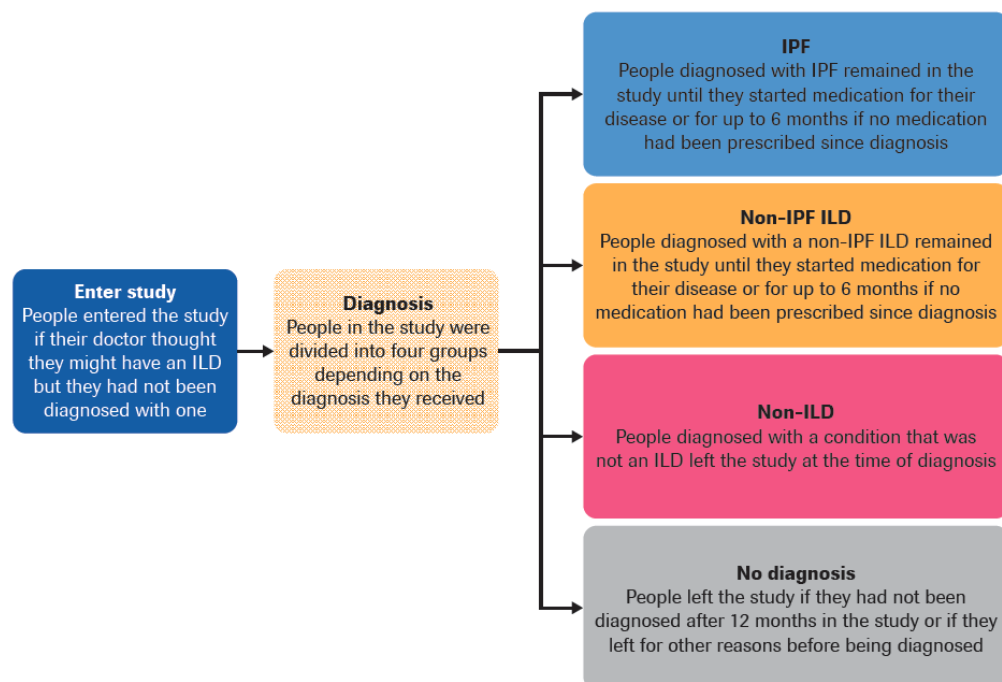 Enter study
People entered the study
if their doctor thought
they might have an ILD
but they had not been
diagnosed with one
Diagnosis
People in the study were
divided into four groups
depending on the
diagnosis they received
IPF
People diagnosed with IPF remained in the
study until they started medication for their
disease or for up to 6 months if no medication
had been prescribed since diagnosis
Non-IPF ILD
People diagnosed with a non-IPF ILD remained
in the study until they started medication for
their disease or for up to 6 months if no
medication had been prescribed since diagnosis
Non-ILD
People diagnosed with a condition that was
not an ILD left the study at the time of diagnosis
No diagnosis
People left the study if they had not been
diagnosed after 12 months in the study or if they
left for other reasons before being diagnosed